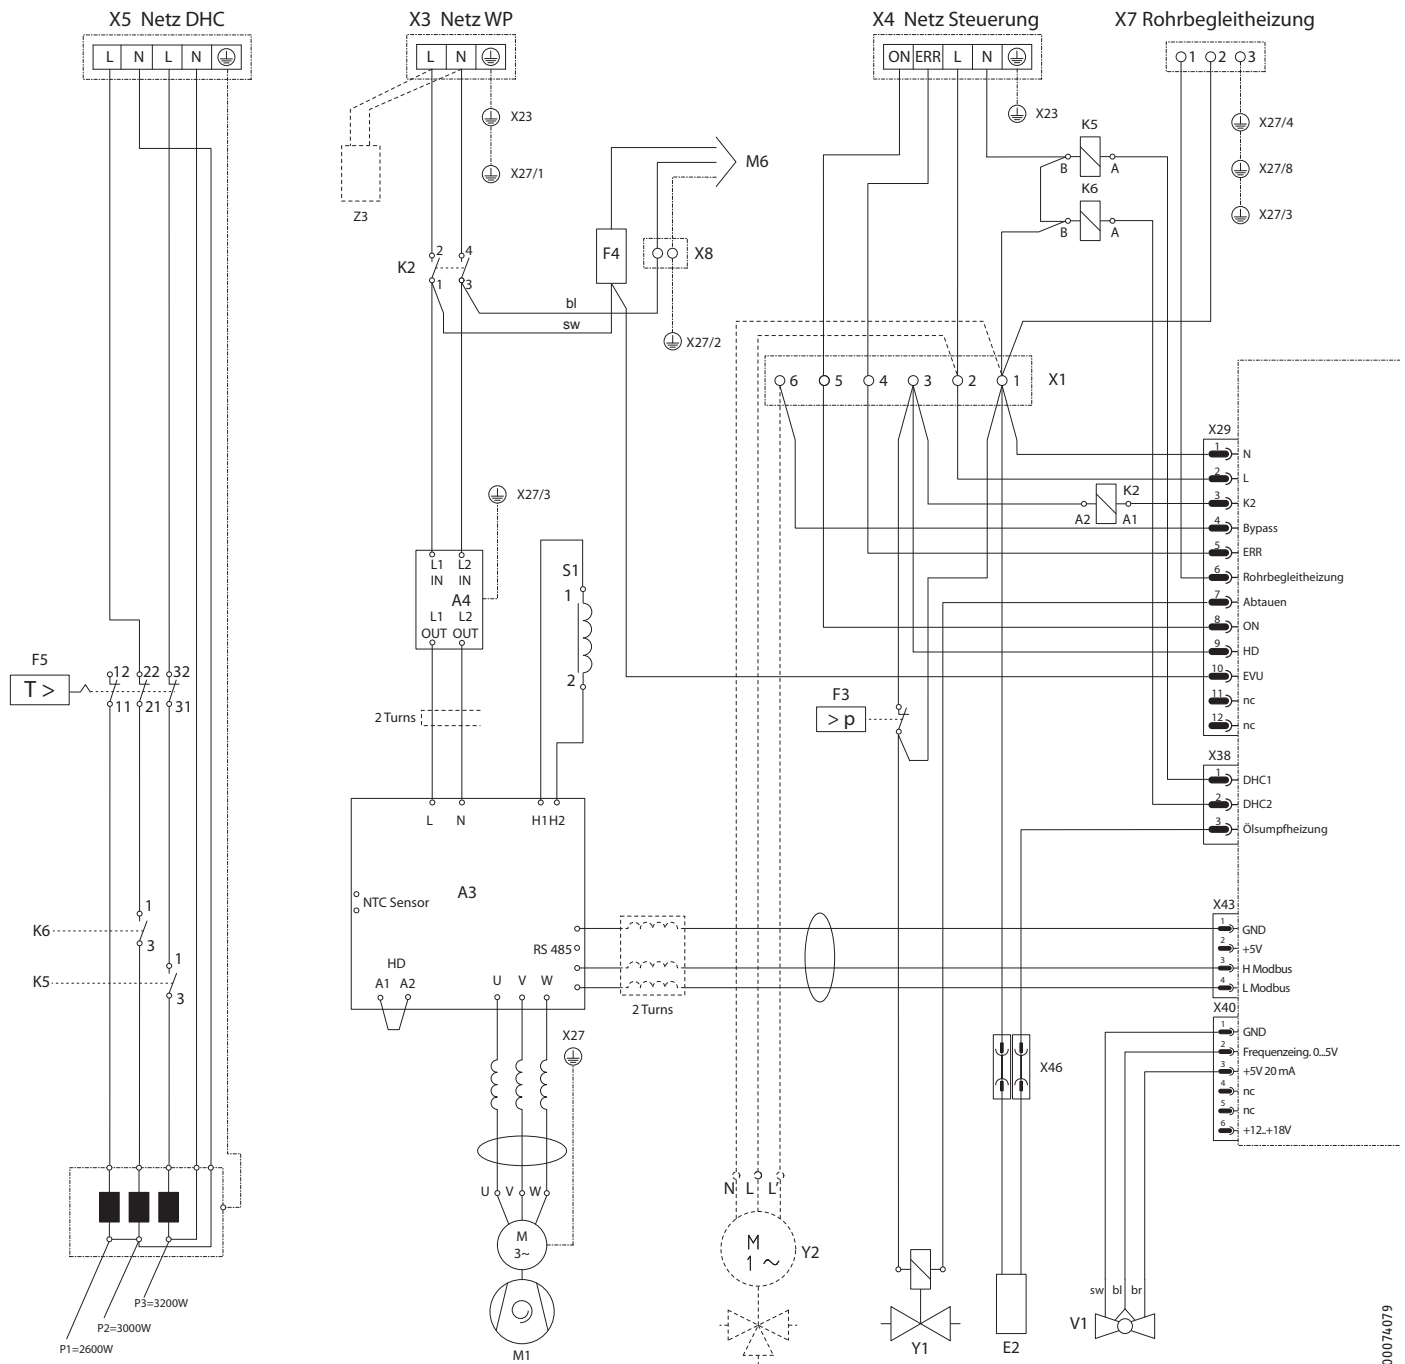 X5 Netz DHC
X3 Netz WP
X4 Netz Steuerung
X7 Rohrbegleitheizung
L N L N
L N
ON ERR L N
1 2 3
X23
X27/1
Z3
M6
X23
K5
B A
K6
B A
X27/4
X27/8
X27/3
K2
2 4
1 3
F4
X8
bl
sw
X27/2
6 5 4 3 2 1
X1
X27/3
L1 L2
IN IN
A4
L1 L2
OUT OUT
S1
1
2
2 Turns
K2
A2 A1
X29
1 N
2 L
3 K2
4 Bypass
5 ERR
6 Rohrbegleitheizung
7 Abtauen
8 ON
9 HD
10 EVU
11 nc
12 nc
F5
T >
12 22 32
11 21 31
F3
> p
X38
1 DHC1
2 DHC2
3 Ölsumpfheizung
L N H1 H2
A3
NTC Sensor
RS 485
HD
A1 A2
U V W
K6
1
3
K5
1
3
2 Turns
X43
1 GND
2 +5V
3 H Modbus
4 L Modbus
X40
1 GND
2 Frequenzeing. 0...5V
3 +5V 20 mA
4 nc
5 nc
6 +12..+18V
X27
X46
U V W
M
3~
M1
N L L'
M
1 ~
Y2
Y1
E2
sw bl br
V1
P3=3200W
P2=3000W
P1=2600W
00074079